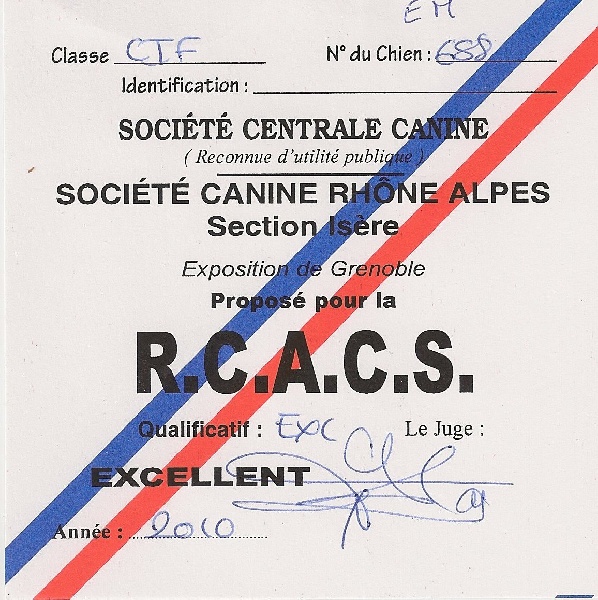 EM
Classe CTF N° du Chien : 688
Identification :
SOCIÉTÉ CENTRALE CANINE
( Reconnue d'utilité publique )
SOCIÉTÉ CANINE RHÔNE ALPES
Section Isère
Exposition de Grenoble
Proposé pour la
R.C.A.C.S.
Qualificatif : EXC Le Juge :
EXCELLENT
Année : 2010